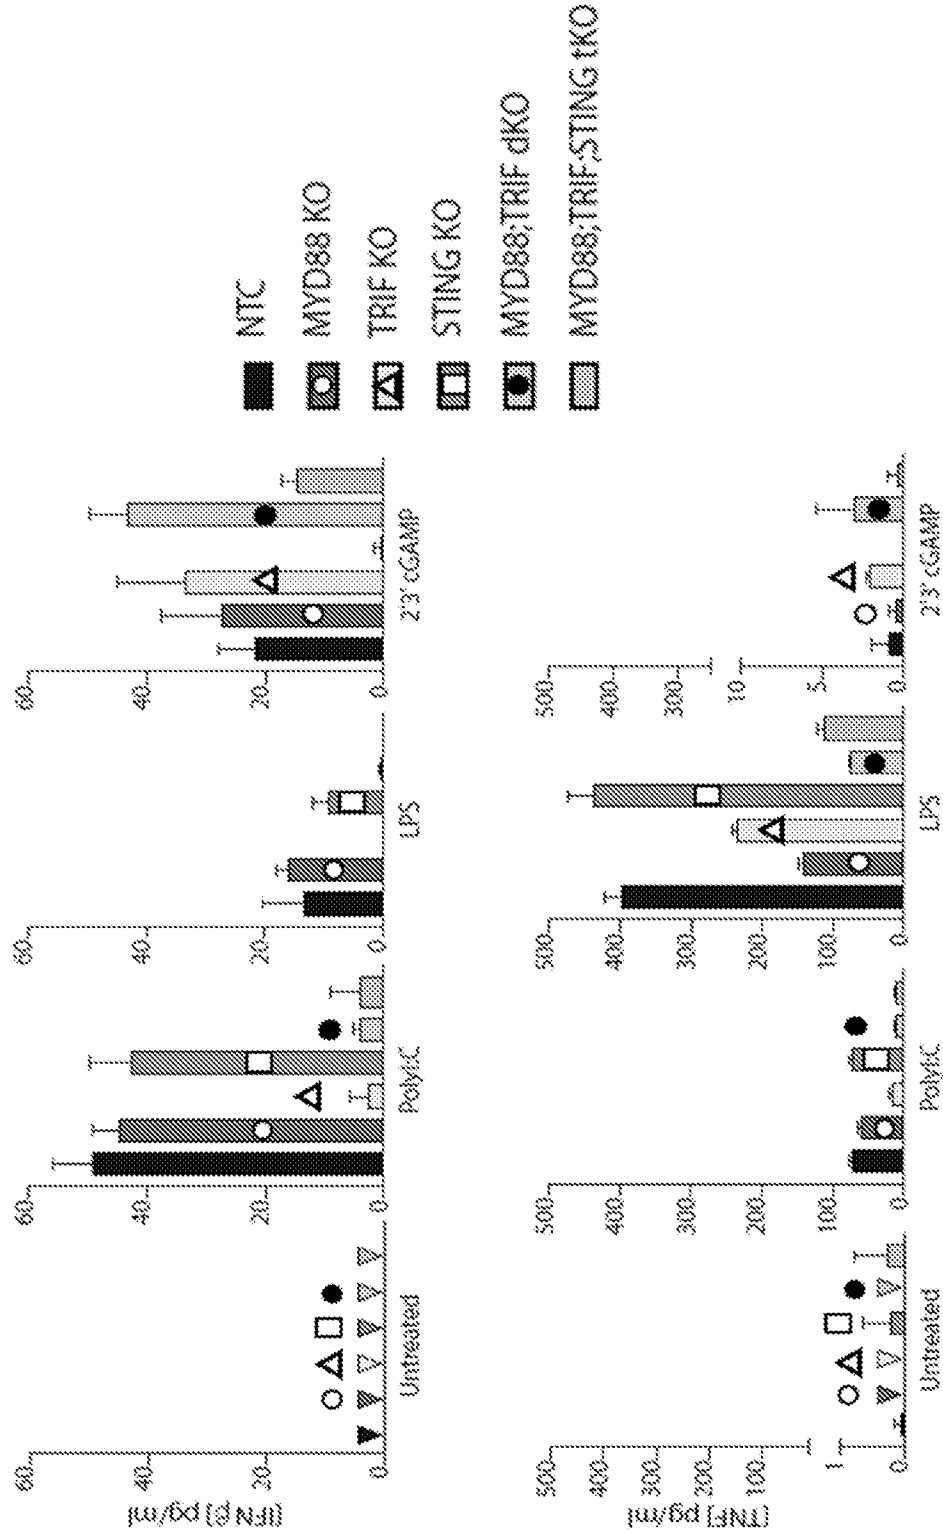 [IFN β] pg/ml
60
40
20
0
Untreated
60
40
20
0
PolyI:C
60
40
20
0
LPS
60
40
20
0
2'3' cGAMP
NTC
MYD88 KO
TRIF KO
STING KO
MYD88;TRIF dKO
MYD88;TRIF;STING tKO
[TNF] pg/ml
500
400
300
200
1
0
Untreated
500
400
300
200
100
0
PolyI:C
500
400
300
200
100
0
LPS
500
400
300
10
5
0
2'3' cGAMP